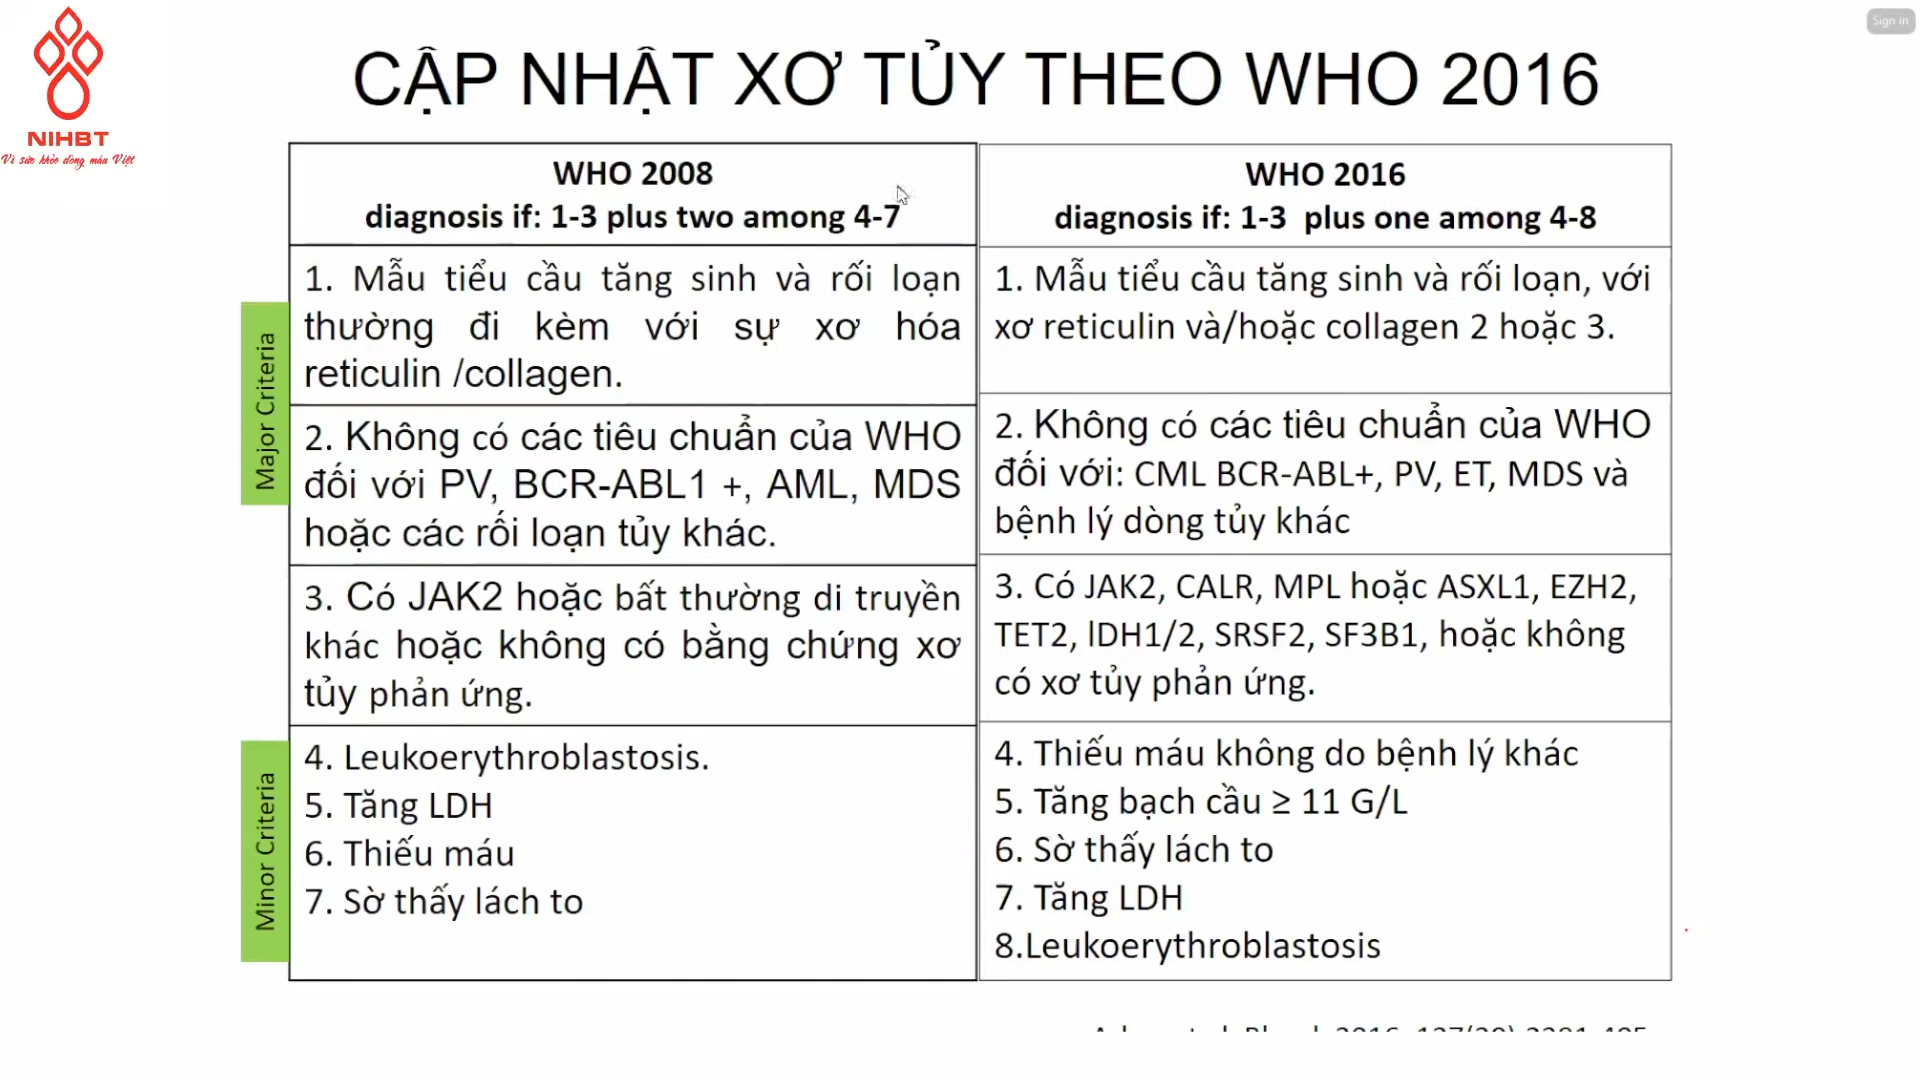 Sign in
NIHBT
Vì sức khỏe dòng máu Việt
CẬP NHẬT XƠ TỦY THEO WHO 2016
WHO 2008
diagnosis if: 1-3 plus two among 4-7
Major Criteria
1. Mẫu tiểu cầu tăng sinh và rối loạn
thường đi kèm với sự xơ hóa
reticulin /collagen.
2. Không có các tiêu chuẩn của WHO
đối với PV, BCR-ABL1 +, AML, MDS
hoặc các rối loạn tủy khác.
3. Có JAK2 hoặc bất thường di truyền
khác hoặc không có bằng chứng xơ
tủy phản ứng.
Minor Criteria
4. Leukoerythroblastosis.
5. Tăng LDH
6. Thiếu máu
7. Sờ thấy lách to
WHO 2016
diagnosis if: 1-3 plus one among 4-8
1. Mẫu tiểu cầu tăng sinh và rối loạn, với
xơ reticulin và/hoặc collagen 2 hoặc 3.
2. Không có các tiêu chuẩn của WHO
đối với: CML BCR-ABL+, PV, ET, MDS và
bệnh lý dòng tủy khác
3. Có JAK2, CALR, MPL hoặc ASXL1, EZH2,
TET2, lDH1/2, SRSF2, SF3B1, hoặc không
có xơ tủy phản ứng.
4. Thiếu máu không do bệnh lý khác
5. Tăng bạch cầu ≥ 11 G/L
6. Sờ thấy lách to
7. Tăng LDH
8.Leukoerythroblastosis